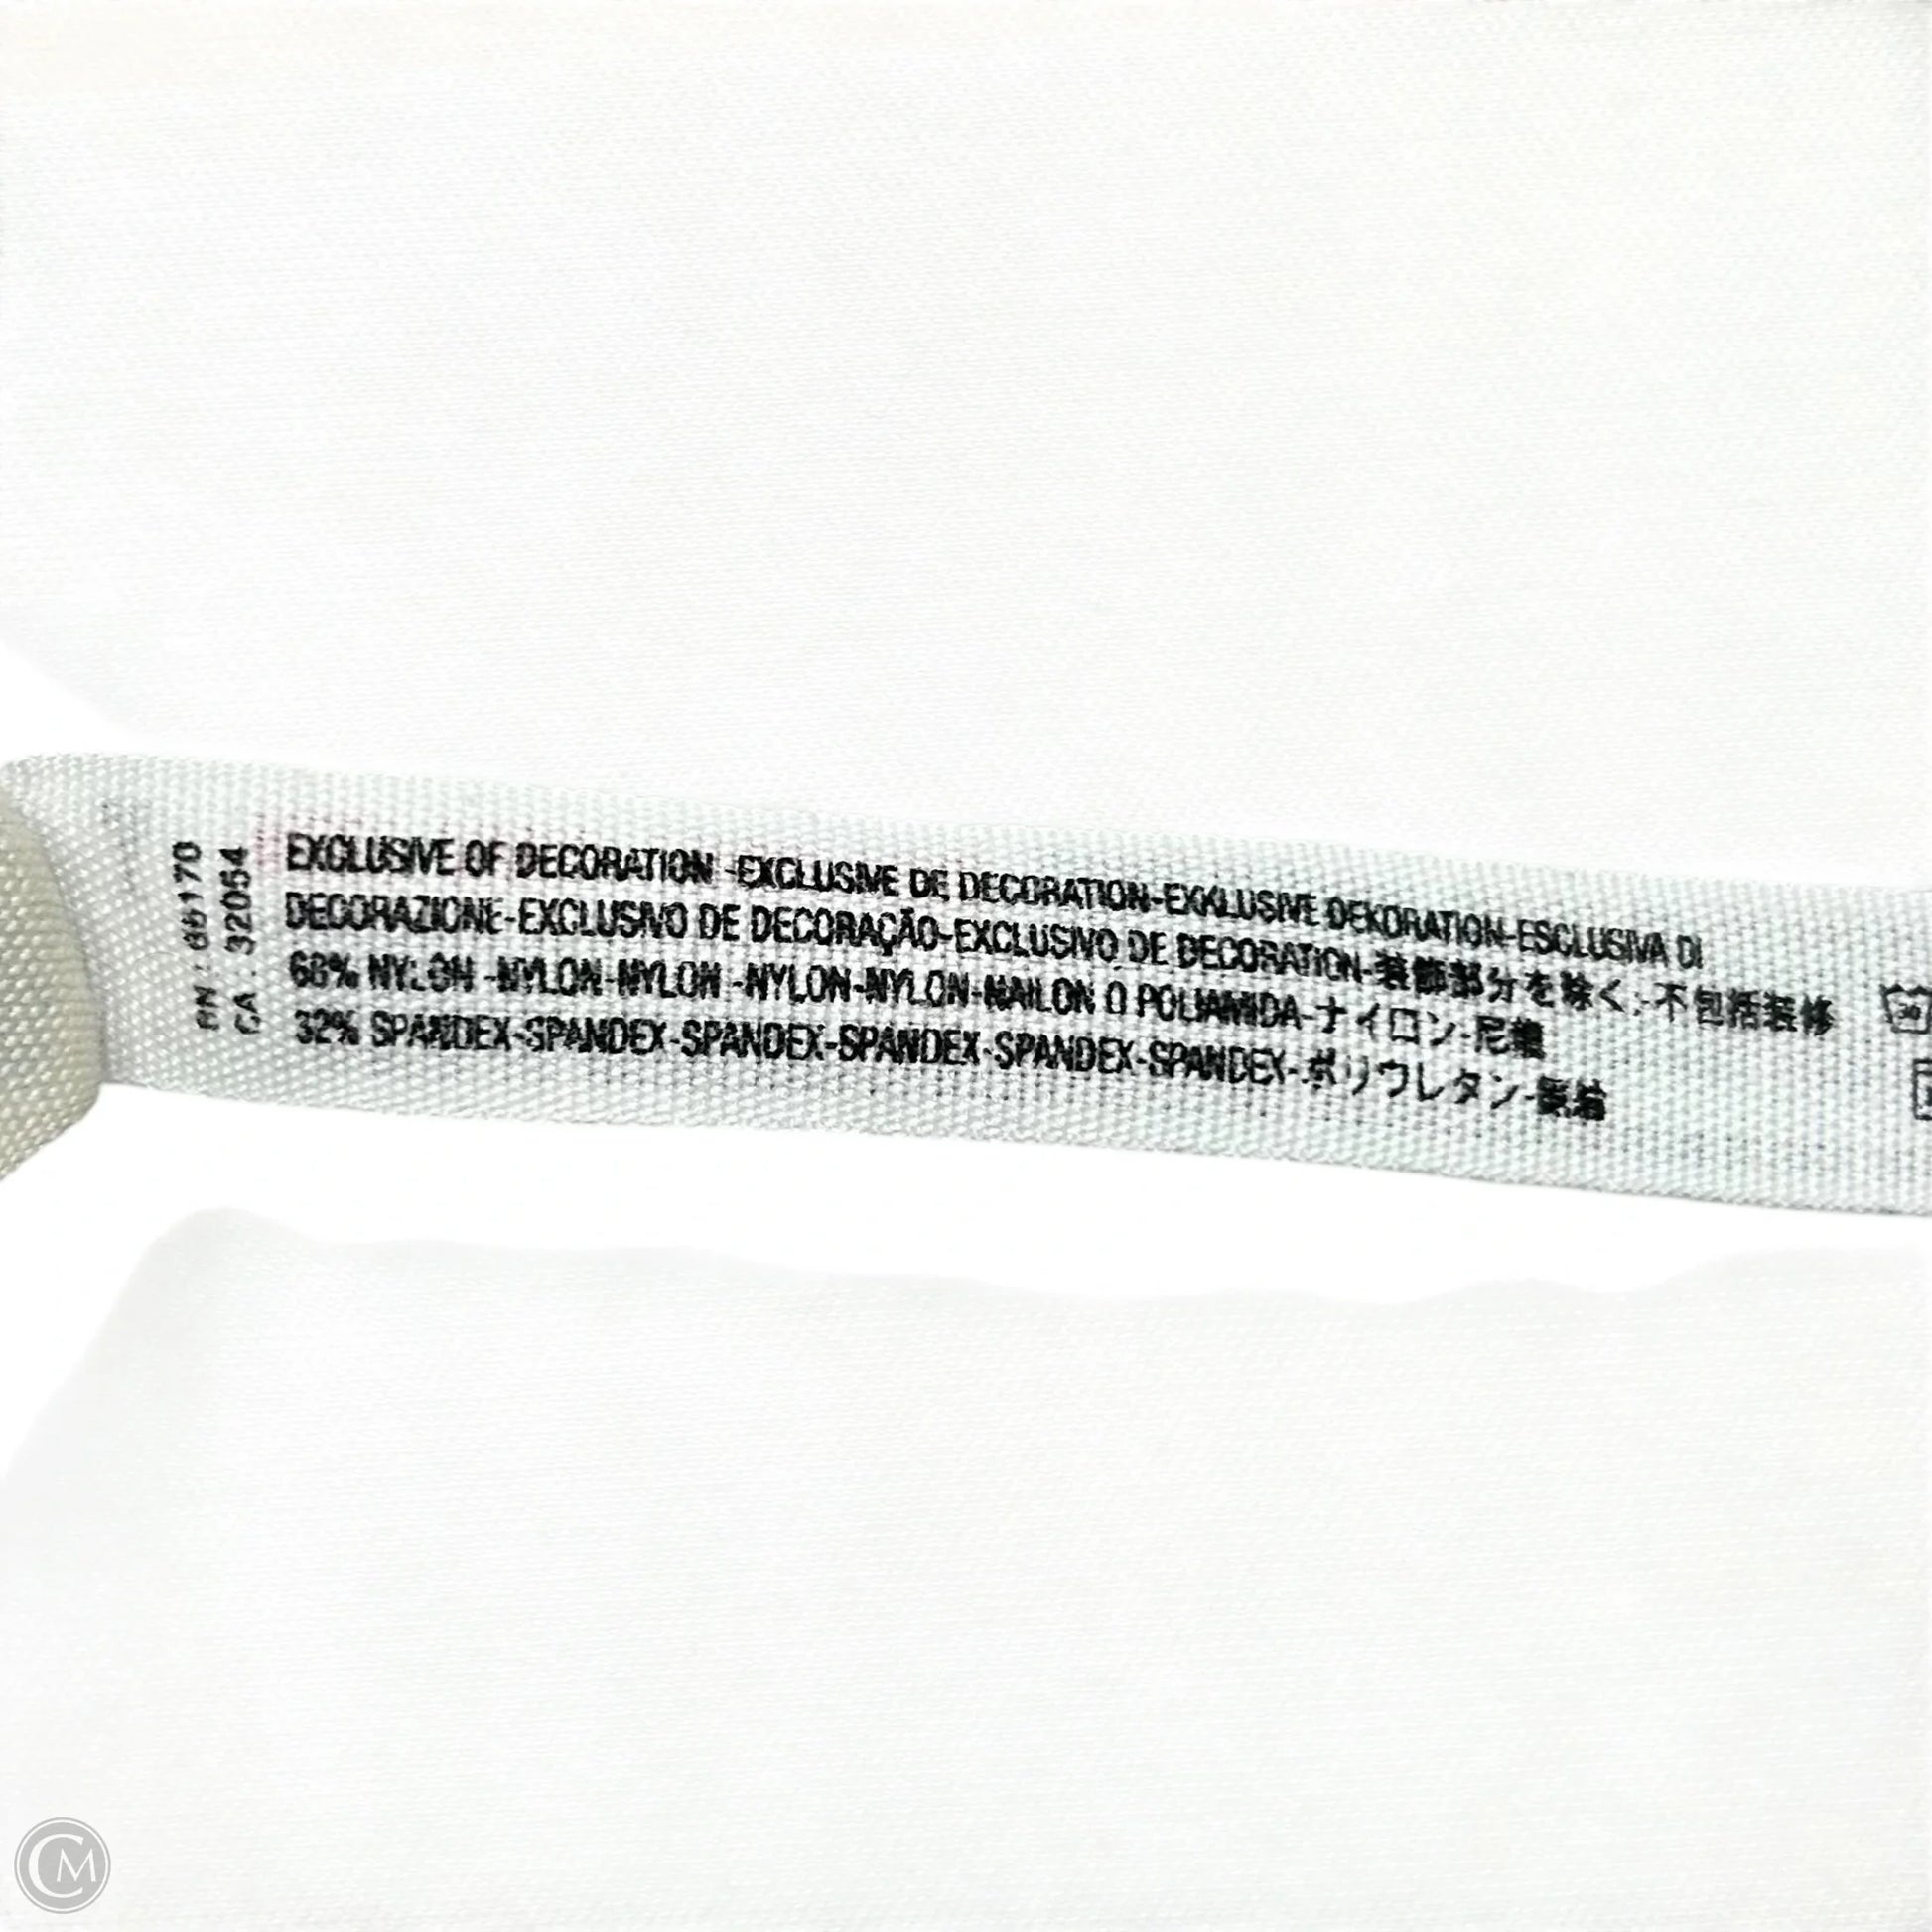 RN : 66170
CA : 32054
EXCLUSIVE OF DECORATION -EXCLUSIVE DE DECORATION-EXKLUSIVE DEKORATION-ESCLUSIVA DI
DECORAZIONE-EXCLUSIVO DE DECORAÇÃO-EXCLUSIVO DE DECORATION-装飾部分を除く;-不包括装修
68% NYLON -NYLON-NYLON -NYLON-NYLON-NAILON O POLIAMIDA-ナイロン-尼龍
32% SPANDEX-SPANDEX-SPANDEX-SPANDEX-SPANDEX-SPANDEX-ポリウレタン-氨綸
CM